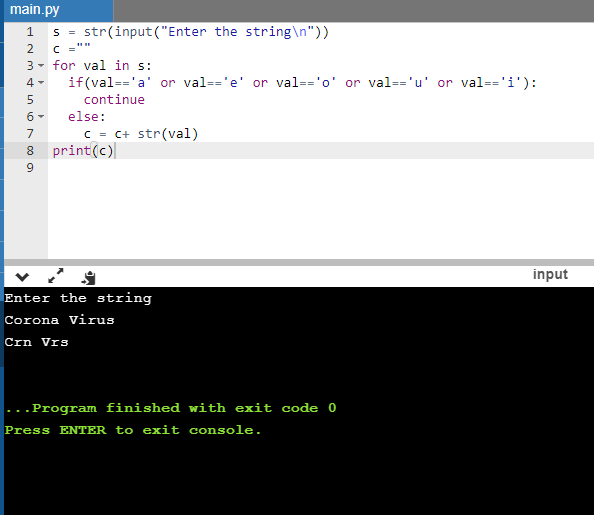 main.py
1 s = str(input("Enter the string\n"))
2 c =""
3 for val in s:
4   if(val=='a' or val=='e' or val=='o' or val=='u' or val=='i'):
5     continue
6   else:
7     c = c+ str(val)
8 print(c)
9
input
Enter the string
Corona Virus
Crn Vrs
...Program finished with exit code 0
Press ENTER to exit console.